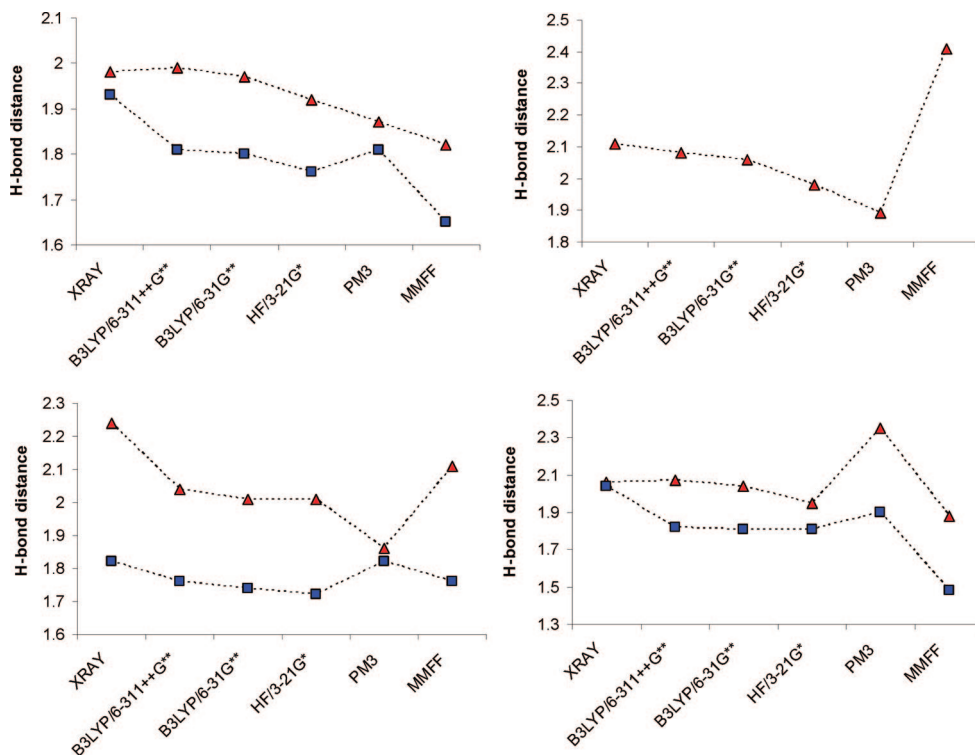 H-bond distance
2.1
2
1.9
1.8
1.7
1.6
XRAY
B3LYP/6-311++G**
B3LYP/6-31G**
HF/3-21G*
PM3
MMFF
H-bond distance
2.5
2.4
2.3
2.2
2.1
2
1.9
1.8
XRAY
B3LYP/6-311++G**
B3LYP/6-31G**
HF/3-21G*
PM3
MMFF
H-bond distance
2.3
2.2
2.1
2
1.9
1.8
1.7
1.6
XRAY
B3LYP/6-311++G**
B3LYP/6-31G**
HF/3-21G*
PM3
MMFF
H-bond distance
2.5
2.3
2.1
1.9
1.7
1.5
1.3
XRAY
B3LYP/6-311++G**
B3LYP/6-31G**
HF/3-21G*
PM3
MMFF